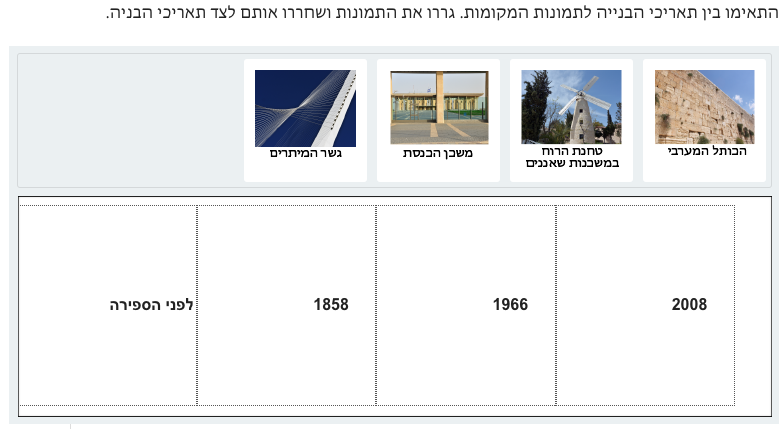 התאימו בין תאריכי הבנייה לתמונות המקומות. גררו את התמונות ושחררו אותם לצד תאריכי הבניה.
הכותל המערבי
טחנת הרוח
במשכנות שאננים
משכן הכנסת
גשר המיתרים
2008
1966
1858
לפני הספירה